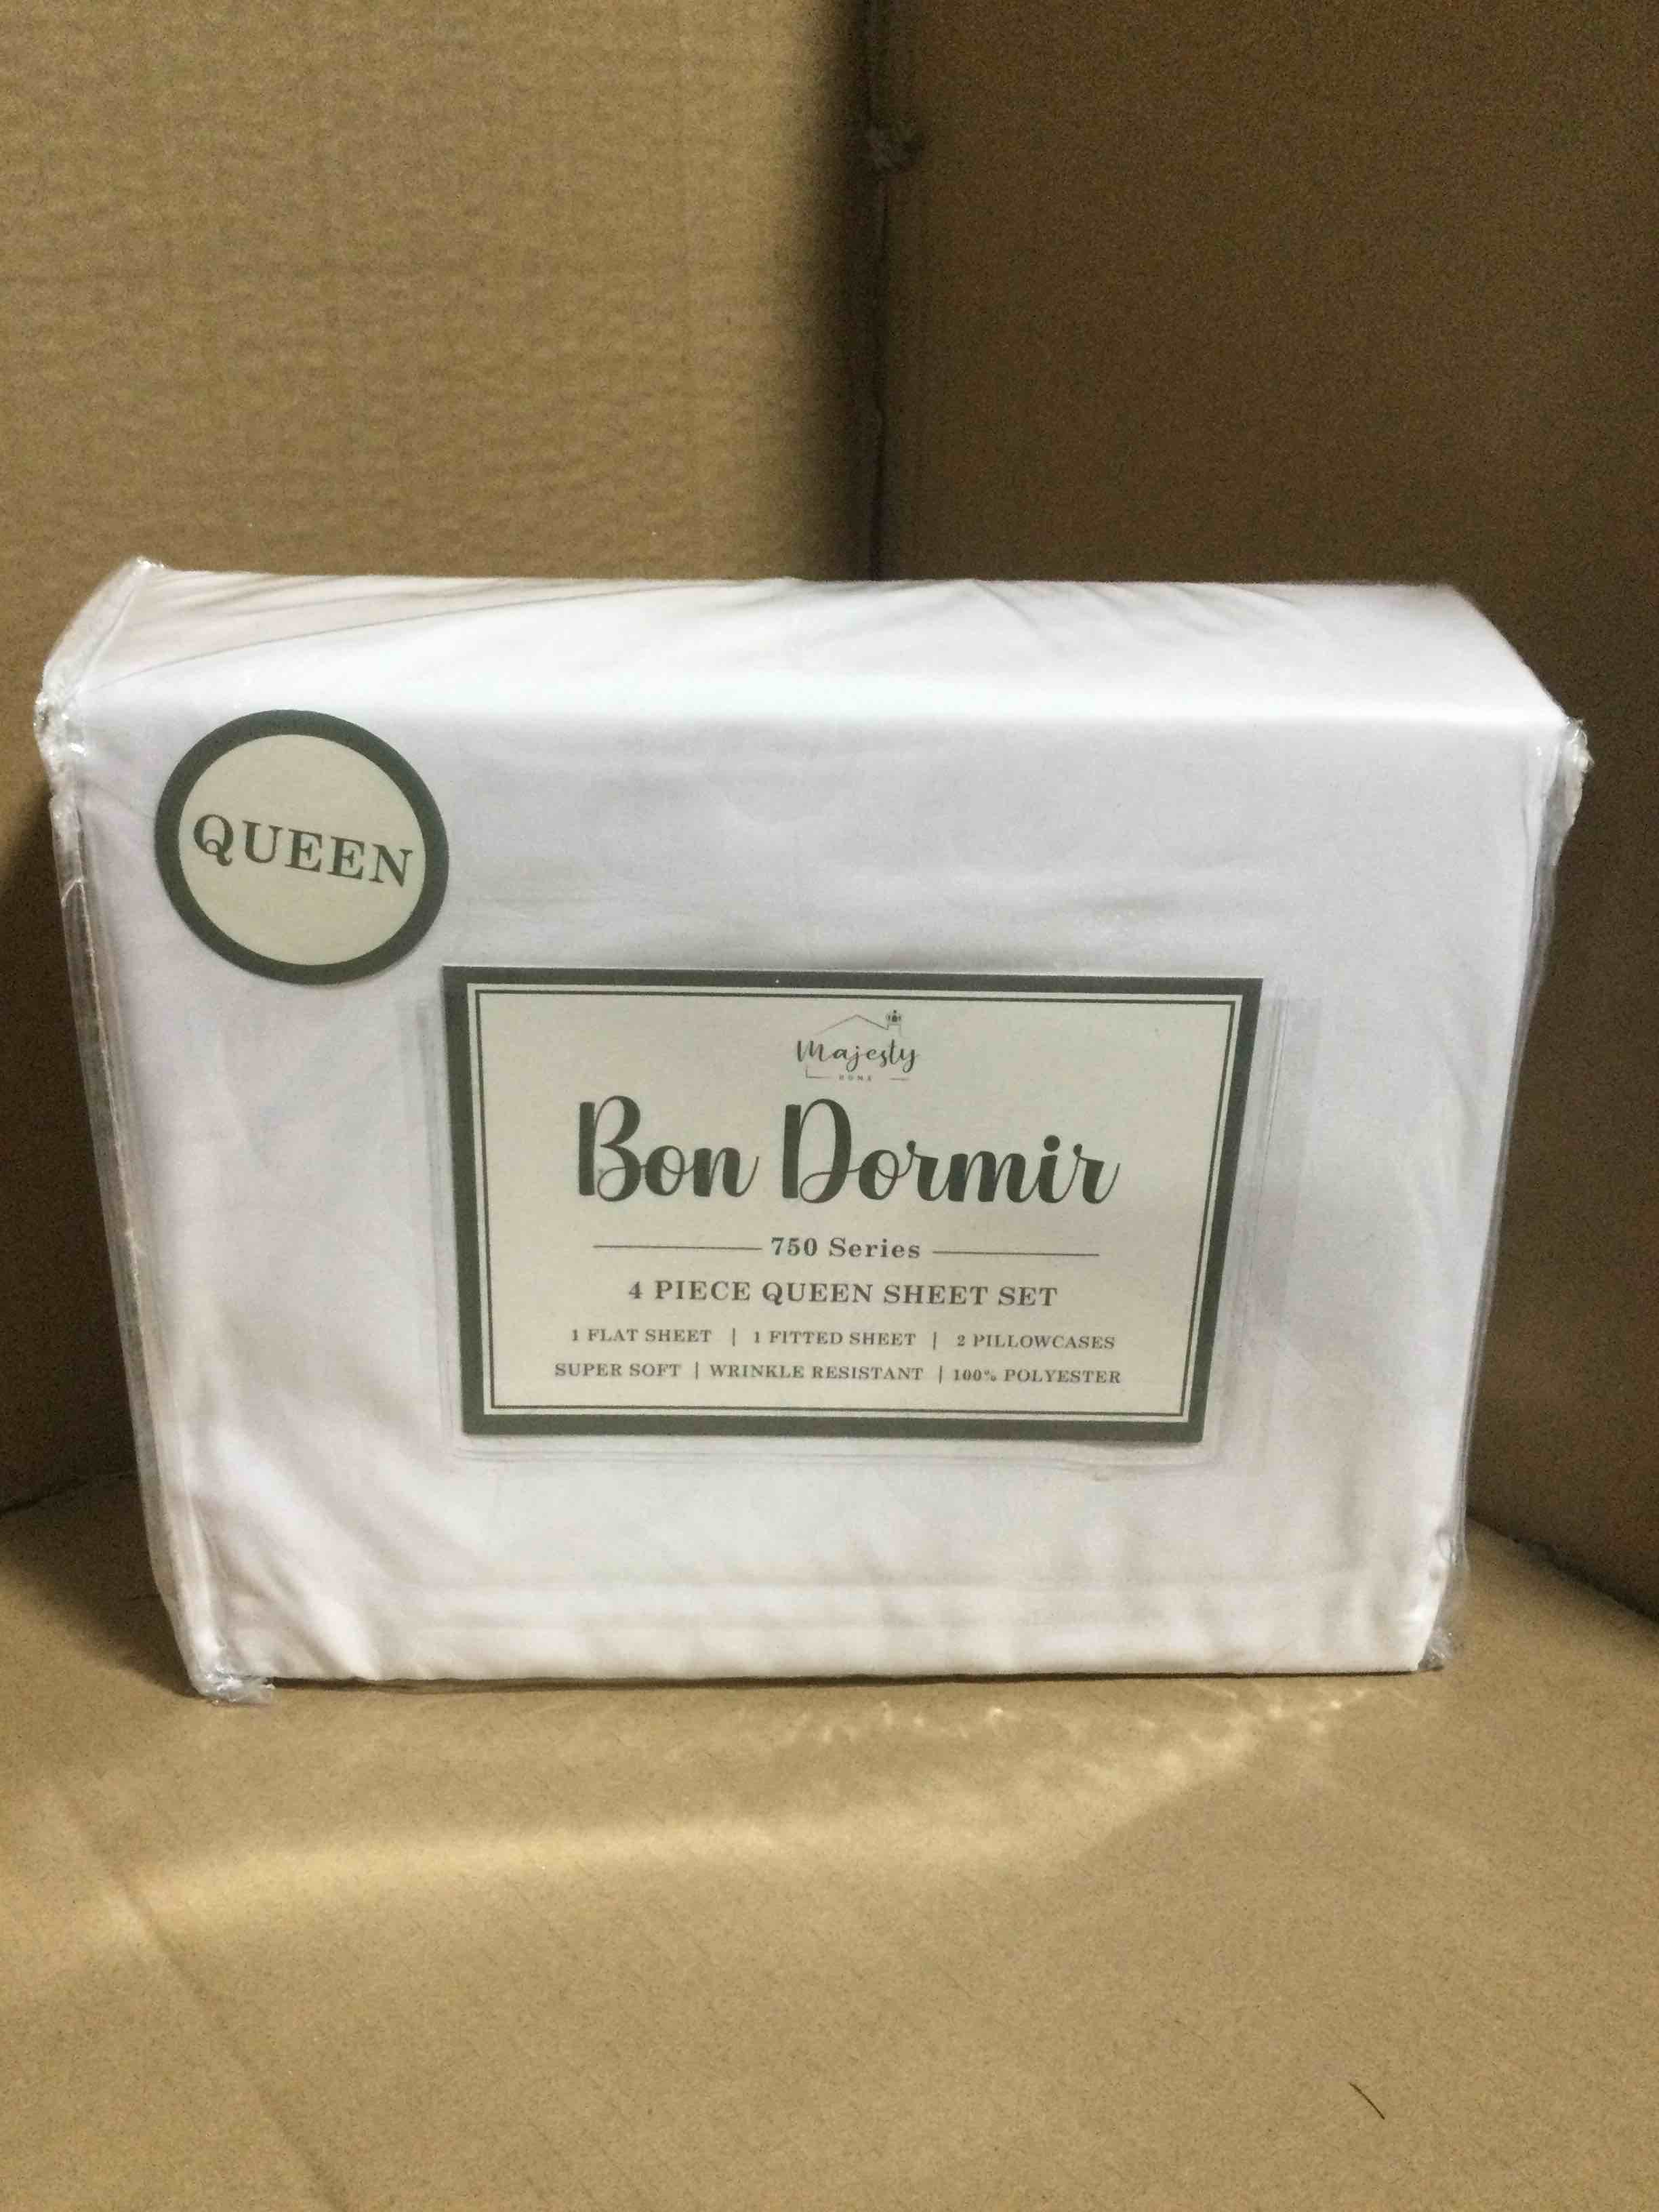 QUEEN
Majesty
HOME
Bon Dormir
750 Series
4 PIECE QUEEN SHEET SET
1 FLAT SHEET | 1 FITTED SHEET | 2 PILLOWCASES
SUPER SOFT | WRINKLE RESISTANT | 100% POLYESTER